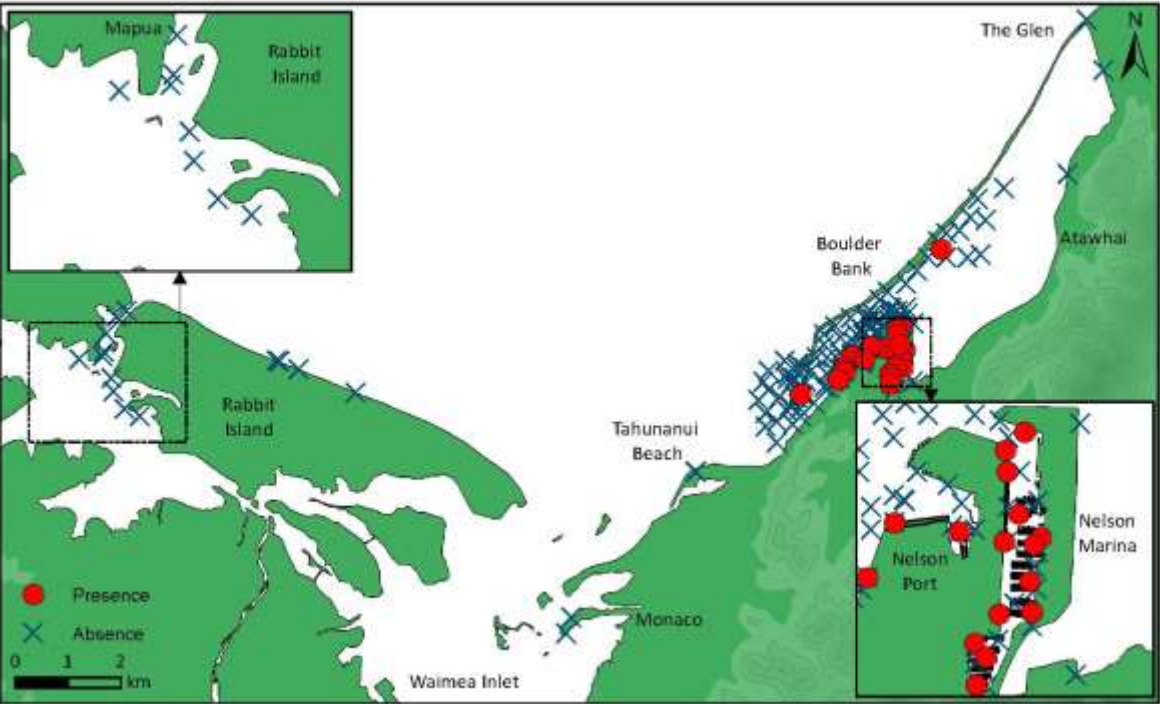 Mapua
Rabbit
Island
The Glen
N
Boulder
Bank
Atawhai
Rabbit
Island
Tahunanui
Beach
Nelson
Marina
Nelson
Port
Presence
Absence
Monaco
0 1 2
km
Waimea Inlet